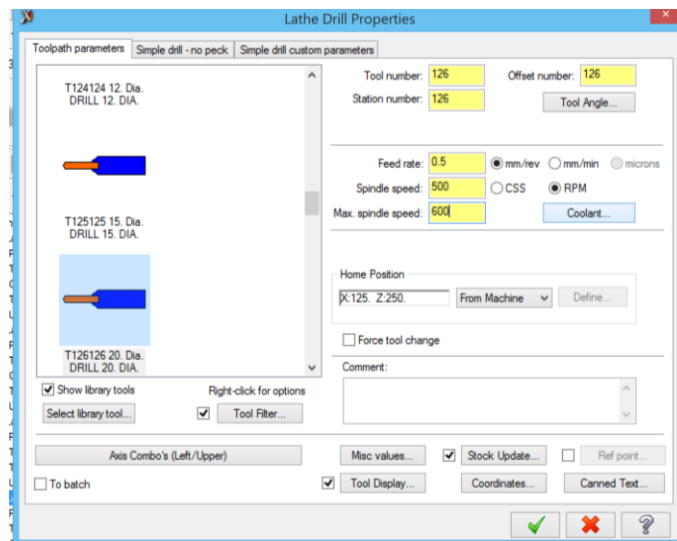 Lathe Drill Properties
Toolpath parameters
Simple drill - no peck
Simple drill custom parameters
T124124 12. Dia.
DRILL 12. DIA.
T125125 15. Dia.
DRILL 15. DIA.
T126126 20. Dia.
DRILL 20. DIA.
Show library tools
Right-click for options
Select library tool...
Tool Filter...
Tool number: 126
Offset number: 126
Station number: 126
Tool Angle...
Feed rate: 0.5
mm/rev
mm/min
microns
Spindle speed: 500
CSS
RPM
Max. spindle speed: 600
Coolant...
Home Position
X:125. Z:250.
From Machine
Define...
Force tool change
Comment:
Axis Combo's (Left/Upper)
Misc values...
Stock Update...
Ref point...
To batch
Tool Display...
Coordinates...
Canned Text...